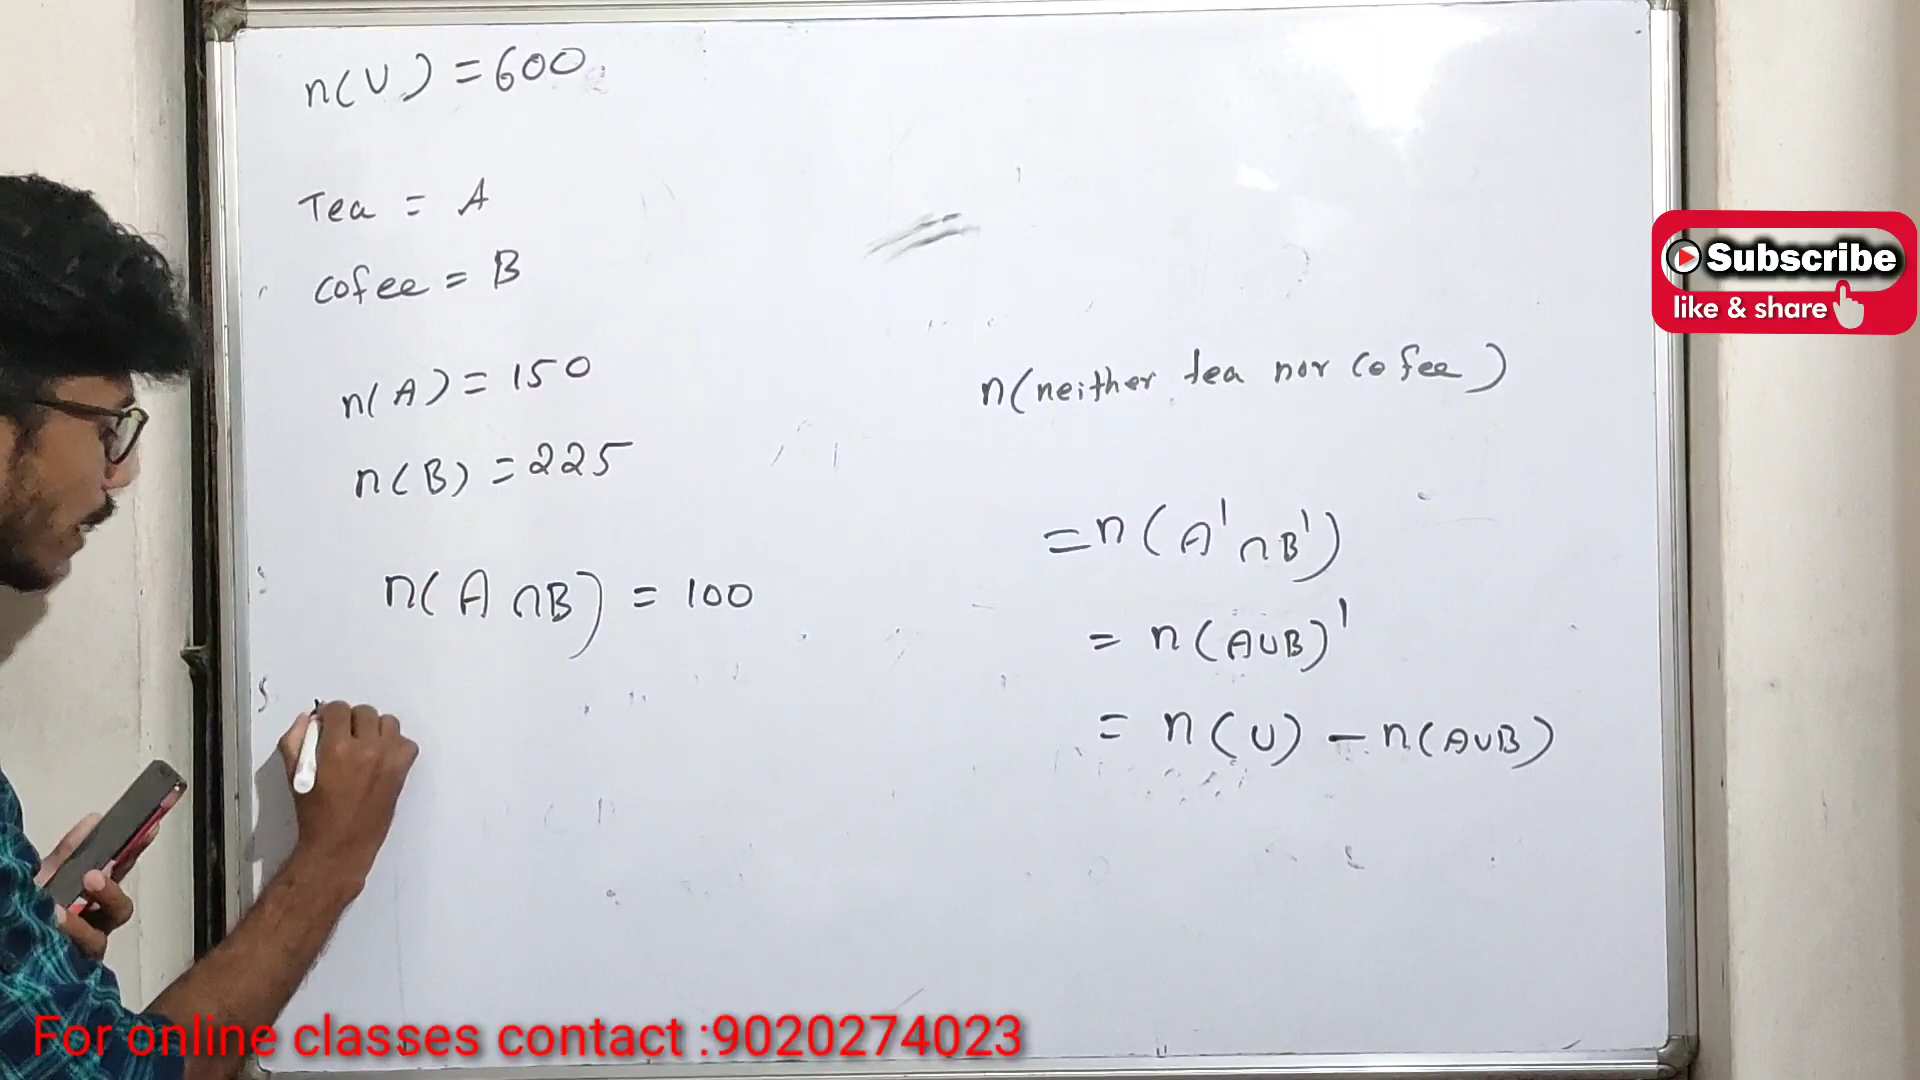 n(U) = 600
Tea = A
cofee = B
n(A) = 150
n(B) = 225
n(A∩B) = 100
n(neither tea nor cofee)
= n(A'∩B')
= n(A∪B)'
= n(U) – n(A∪B)
Subscribe
like & share
For online classes contact :9020274023